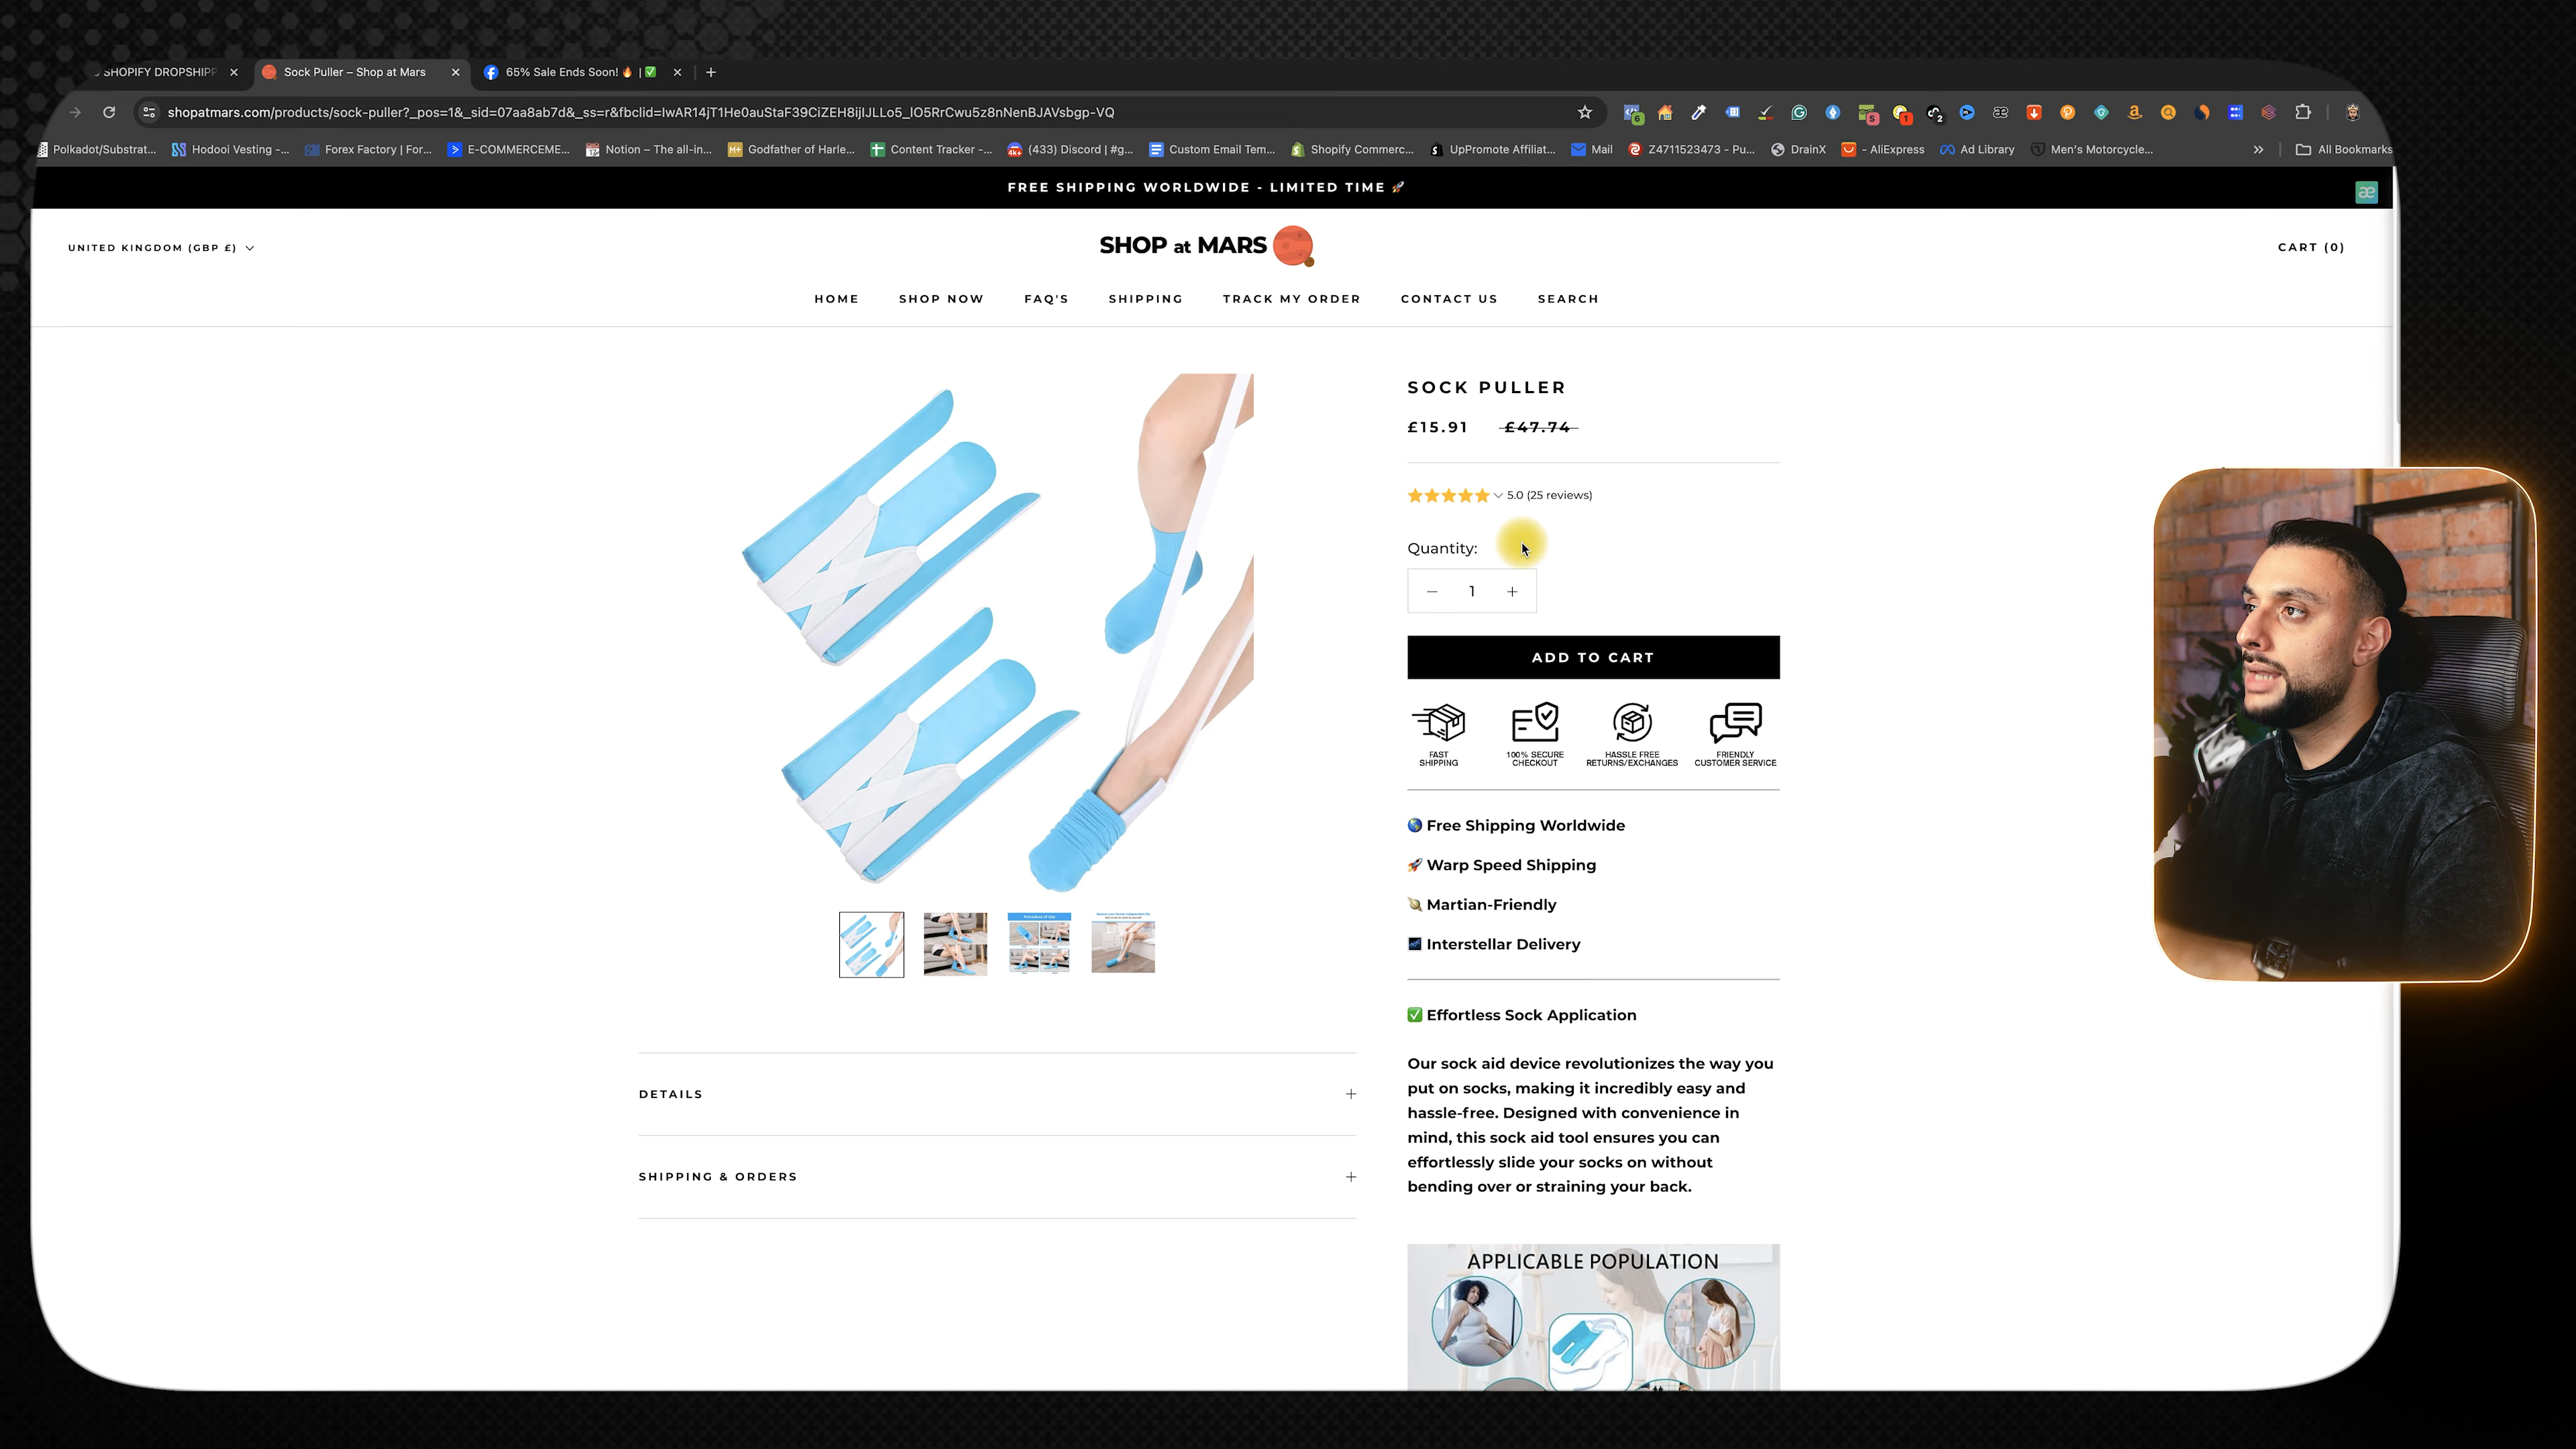 SHOPIFY DROPSHIPP
Sock Puller – Shop at Mars
65% Sale Ends Soon! 🔥 | ✅
shopatmars.com/products/sock-puller?_pos=1&_sid=07aa8ab7d&_ss=r&fbclid=IwAR14jT1He0auStaF39CiZEH8ijIJLLo5_IO5RrCwu5z8nNenBJAVsbgp-VQ
Polkadot/Substrat...
Hodooi Vesting -...
Forex Factory | For...
E-COMMERCEME...
Notion – The all-in...
Godfather of Harle...
Content Tracker -...
(433) Discord | #g...
Custom Email Tem...
Shopify Commerc...
UpPromote Affiliat...
Mail
Z4711523473 - Pu...
DrainX
- AliExpress
Ad Library
Men's Motorcycle...
All Bookmarks
FREE SHIPPING WORLDWIDE - LIMITED TIME 🚀
UNITED KINGDOM (GBP £)
SHOP at MARS
CART (0)
HOME
SHOP NOW
FAQ'S
SHIPPING
TRACK MY ORDER
CONTACT US
SEARCH
SOCK PULLER
£15.91 £47.74
5.0 (25 reviews)
Quantity:
1
ADD TO CART
FAST SHIPPING
100% SECURE CHECKOUT
HASSLE FREE RETURNS/EXCHANGES
FRIENDLY CUSTOMER SERVICE
🌎 Free Shipping Worldwide
🚀 Warp Speed Shipping
🪐 Martian-Friendly
🌌 Interstellar Delivery
✅ Effortless Sock Application
Our sock aid device revolutionizes the way you
put on socks, making it incredibly easy and
hassle-free. Designed with convenience in
mind, this sock aid tool ensures you can
effortlessly slide your socks on without
bending over or straining your back.
DETAILS
SHIPPING & ORDERS
APPLICABLE POPULATION